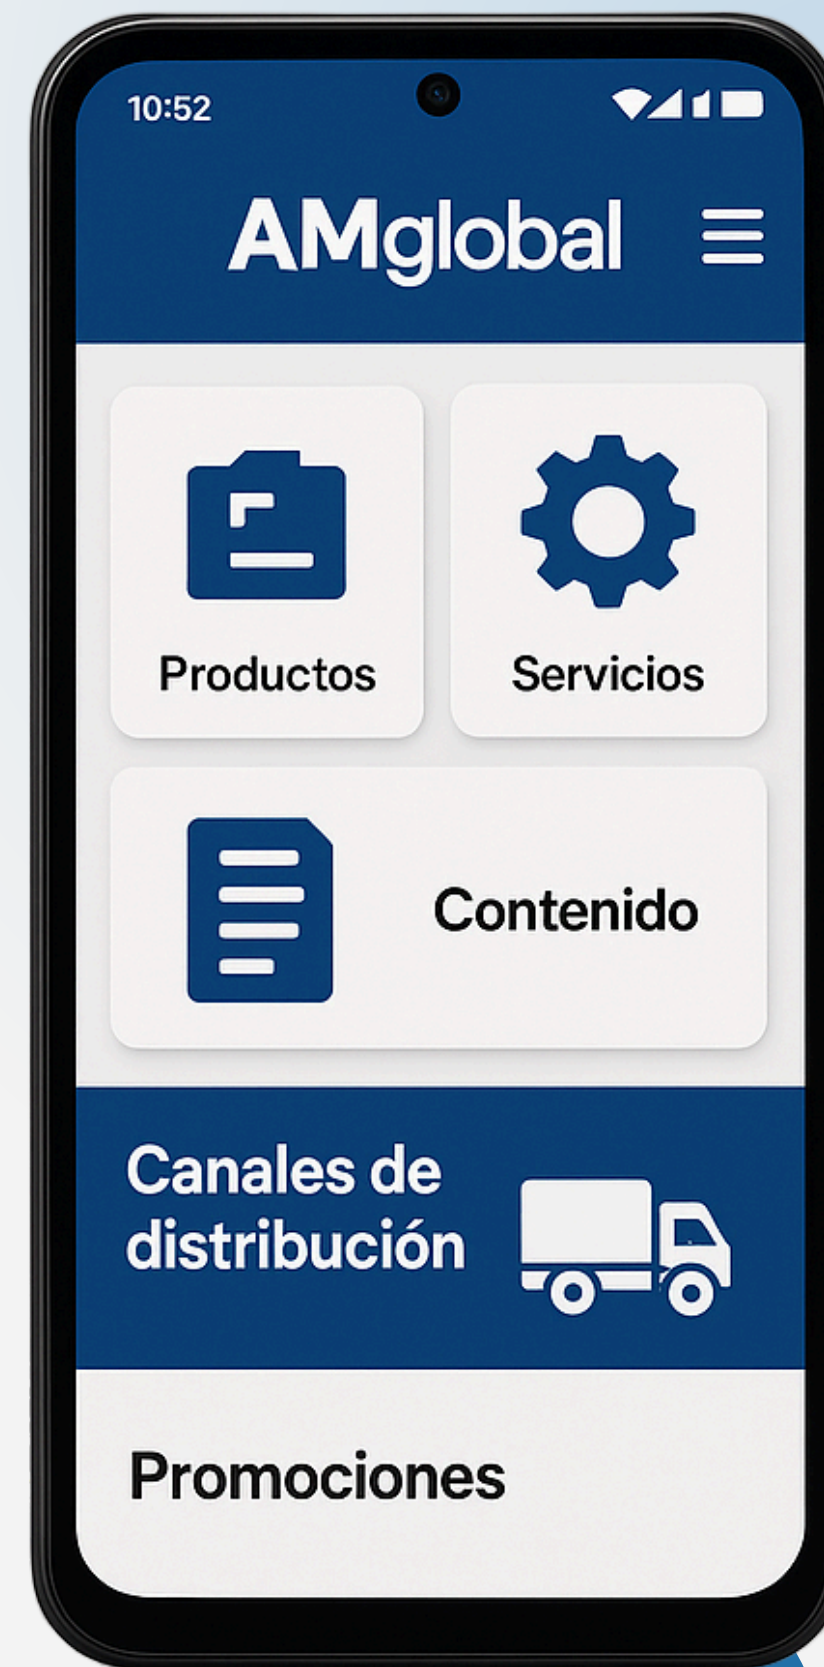 10:52
AMglobal
Productos
Servicios
Contenido
Canales de
distribución
Promociones